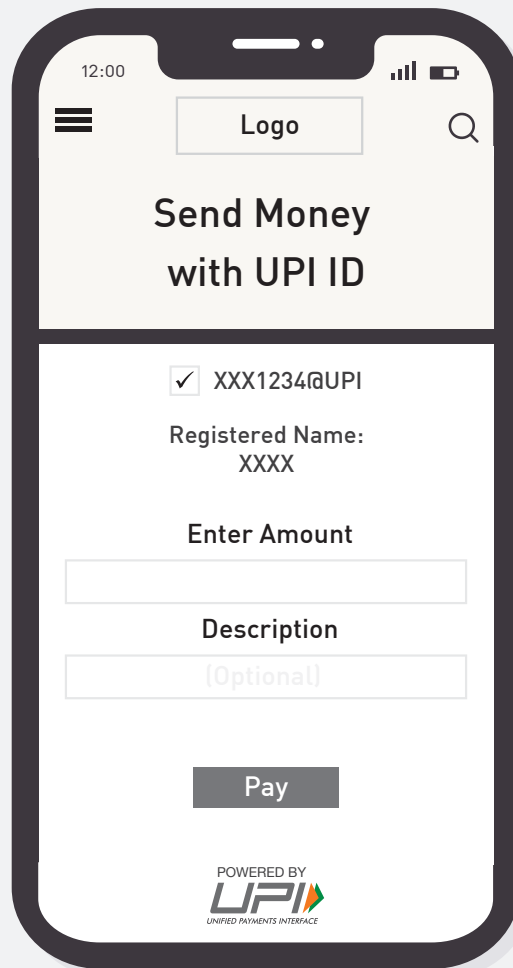 12:00
Logo
Send Money
with UPI ID
XXX1234@UPI
Registered Name:
XXXX
Enter Amount
Description
(Optional)
Pay
POWERED BY
UPI
UNIFIED PAYMENTS INTERFACE